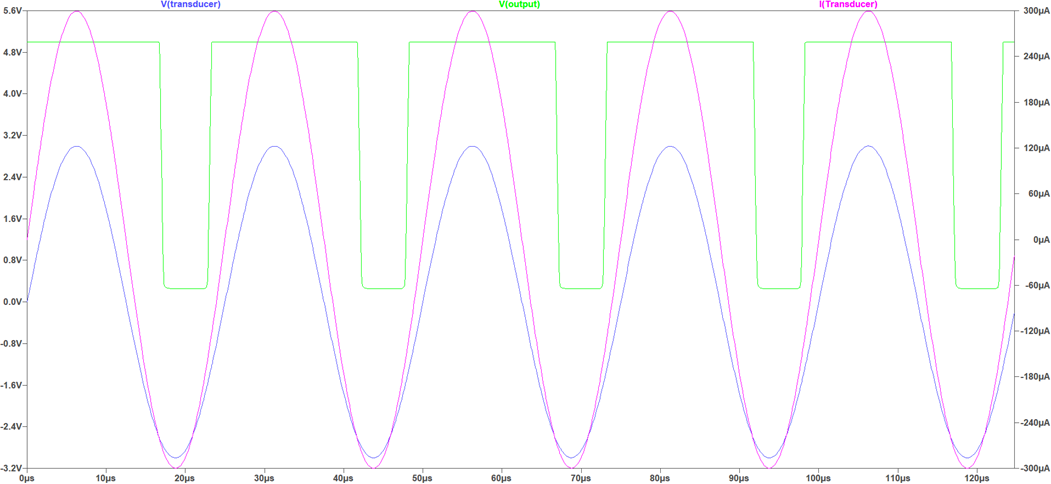 V(transducer) V(output) I(Transducer)
5.6V 300µA
4.8V 240µA
4.0V 180µA
3.2V 120µA
2.4V 60µA
1.6V 0µA
0.8V -60µA
0.0V -120µA
-0.8V -180µA
-1.6V -240µA
-2.4V -300µA
-3.2V
0µs 10µs 20µs 30µs 40µs 50µs 60µs 70µs 80µs 90µs 100µs 110µs 120µs